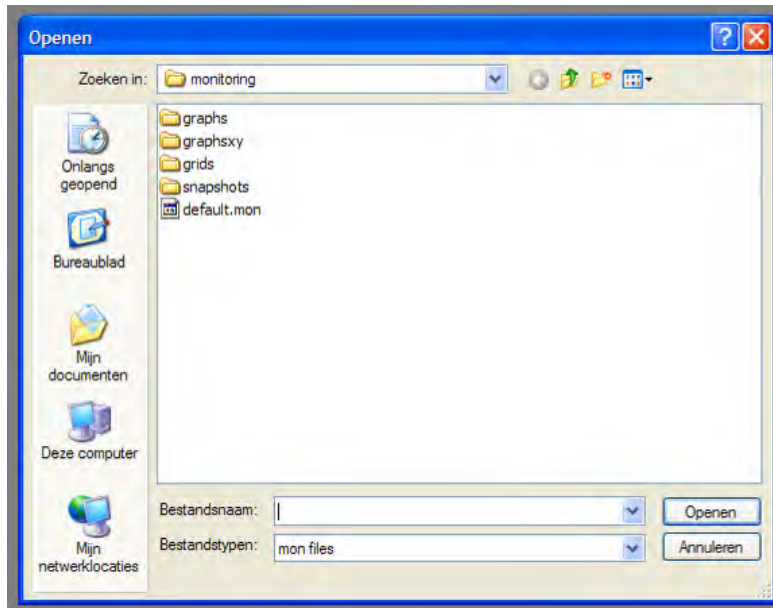 Openen
Zoeken in:
monitoring
graphs
graphsxy
grids
snapshots
default.mon
Onlangs
geopend
Bureaublad
Mijn
documenten
Deze computer
Mijn
netwerklocaties
Bestandsnaam:
Openen
Bestandstypen:
mon files
Annuleren